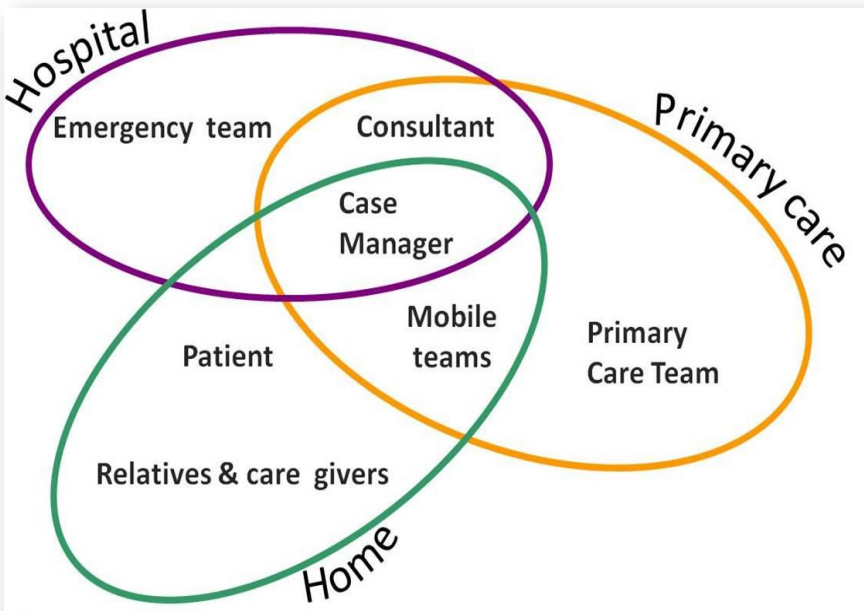 Hospital
Primary care
Emergency team
Consultant
Case
Manager
Mobile
teams
Primary
Care Team
Patient
Relatives & care givers
Home